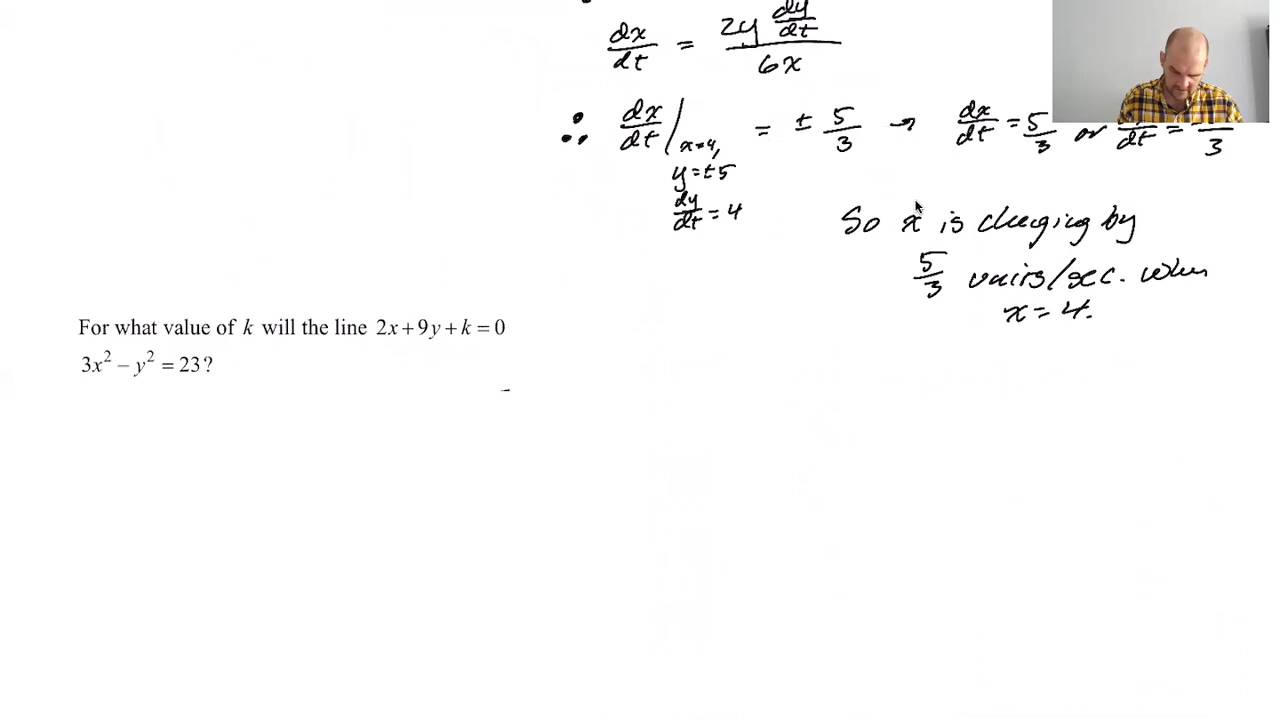 dx/dt = 2y dy/dt / 6x
∴ dx/dt | x=4, y=±5, dy/dt=4 = ± 5/3 → dx/dt = 5/3 or /dt = /3
So x is changing by
5/3 units/sec. when
x=4.
For what value of k will the line 2x+9y+k=0
3x²−y²=23?